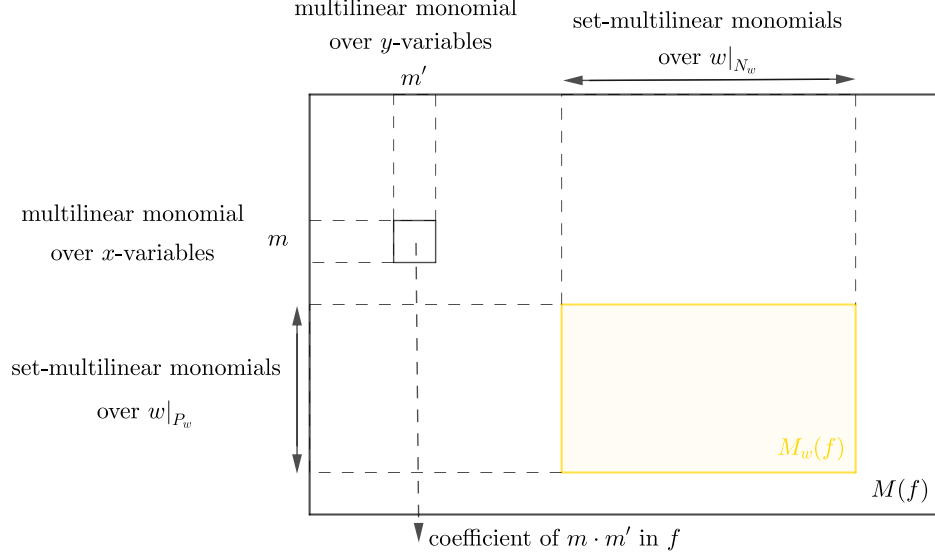 multilinear monomial
over y-variables
m′
set-multilinear monomials
over w|_{N_w}
multilinear monomial
over x-variables
m
set-multilinear monomials
over w|_{P_w}
M_w(f)
M(f)
coefficient of m · m′ in f